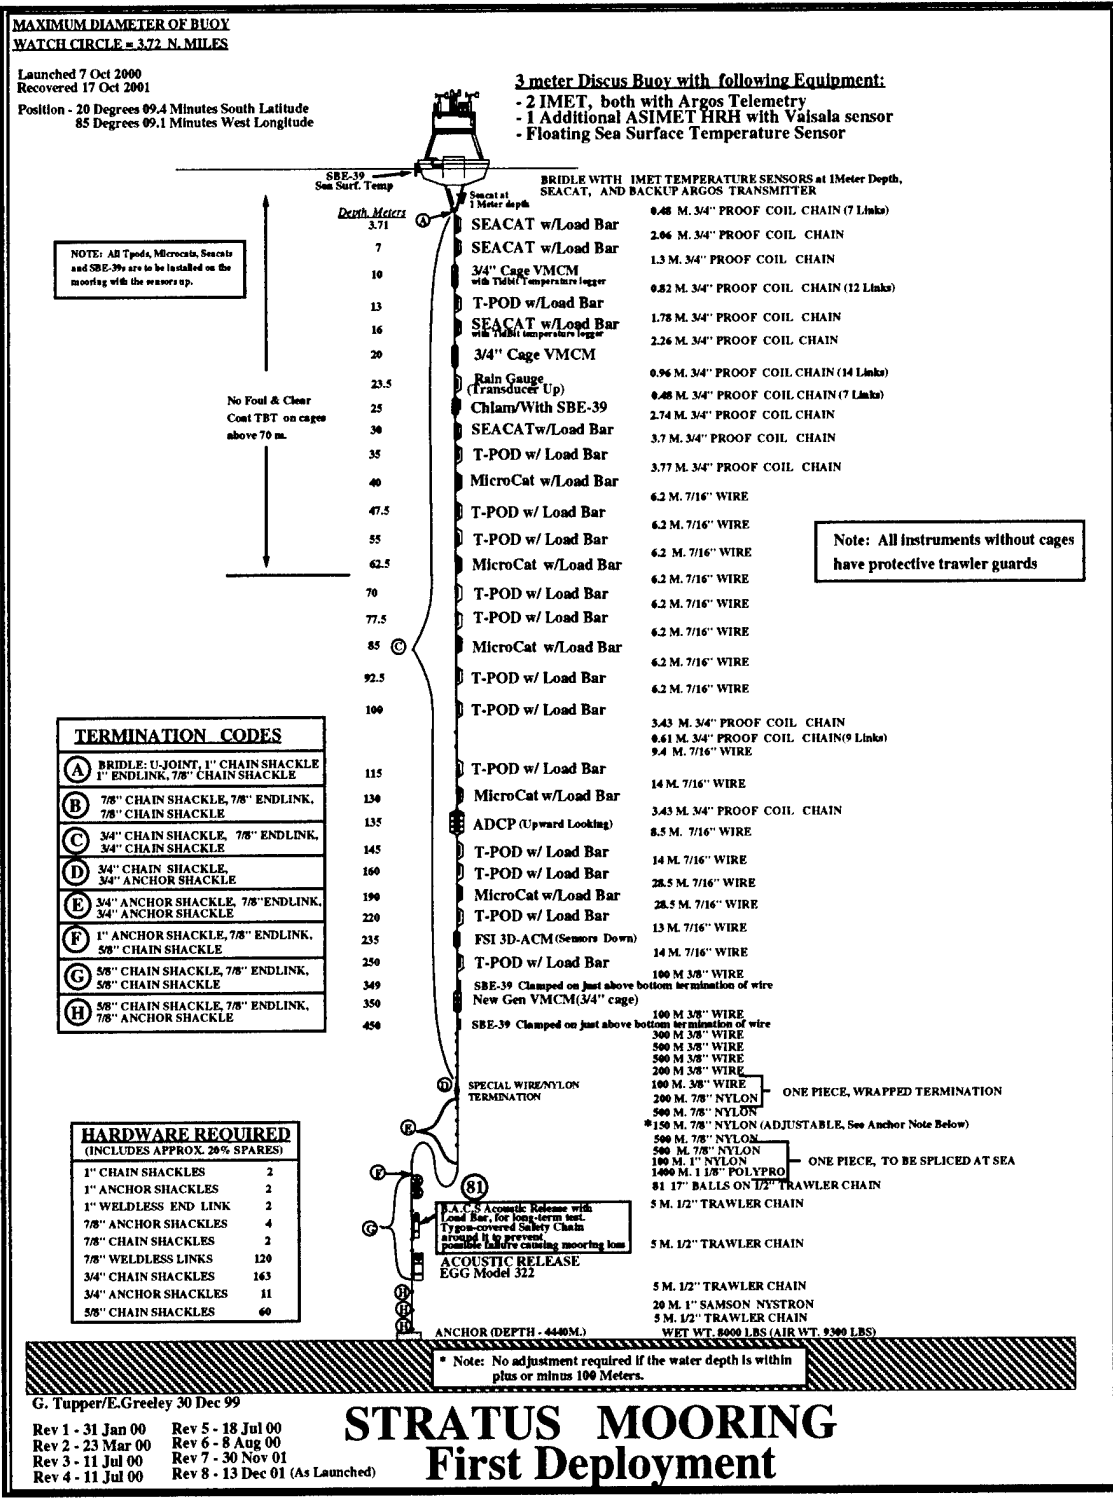 MAXIMUM DIAMETER OF BUOY
WATCH CIRCLE = 3.72 N. MILES
Launched 7 Oct 2000
Recovered 17 Oct 2001
Position - 20 Degrees 09.4 Minutes South Latitude
85 Degrees 09.1 Minutes West Longitude
3 meter Discus Buoy with following Equipment:
- 2 IMET, both with Argos Telemetry
- 1 Additional ASIMET HRH with Vaisala sensor
- Floating Sea Surface Temperature Sensor
SBE-39
Sea Surf. Temp
BRIDLE WITH IMET TEMPERATURE SENSORS at 1Meter Depth,
SEACAT, AND BACKUP ARGOS TRANSMITTER
Seacat at
1 Meter depth
Depth, Meters
A
0.48 M. 3/4" PROOF COIL CHAIN (7 Links)
3.71 SEACAT w/Load Bar
2.06 M. 3/4" PROOF COIL CHAIN
7 SEACAT w/Load Bar
1.3 M. 3/4" PROOF COIL CHAIN
10 3/4" Cage VMCM
with Tidbit Temperature logger
0.82 M. 3/4" PROOF COIL CHAIN (12 Links)
13 T-POD w/Load Bar
1.78 M. 3/4" PROOF COIL CHAIN
16 SEACAT w/Load Bar
with TidBit temperature logger
2.26 M. 3/4" PROOF COIL CHAIN
20 3/4" Cage VMCM
0.96 M. 3/4" PROOF COIL CHAIN (14 Links)
23.5 Rain Gauge
(Transducer Up)
0.48 M. 3/4" PROOF COIL CHAIN (7 Links)
25 Chlam/With SBE-39
2.74 M. 3/4" PROOF COIL CHAIN
30 SEACATw/Load Bar
3.7 M. 3/4" PROOF COIL CHAIN
35 T-POD w/ Load Bar
3.77 M. 3/4" PROOF COIL CHAIN
40 MicroCat w/Load Bar
6.2 M. 7/16" WIRE
47.5 T-POD w/ Load Bar
6.2 M. 7/16" WIRE
55 T-POD w/ Load Bar
6.2 M. 7/16" WIRE
62.5 MicroCat w/Load Bar
6.2 M. 7/16" WIRE
70 T-POD w/ Load Bar
6.2 M. 7/16" WIRE
77.5 T-POD w/ Load Bar
6.2 M. 7/16" WIRE
85 C MicroCat w/Load Bar
6.2 M. 7/16" WIRE
92.5 T-POD w/ Load Bar
6.2 M. 7/16" WIRE
100 T-POD w/ Load Bar
3.43 M. 3/4" PROOF COIL CHAIN
0.61 M. 3/4" PROOF COIL CHAIN(9 Links)
9.4 M. 7/16" WIRE
115 T-POD w/ Load Bar
14 M. 7/16" WIRE
130 MicroCat w/Load Bar
3.43 M. 3/4" PROOF COIL CHAIN
135 ADCP (Upward Looking)
8.5 M. 7/16" WIRE
145 T-POD w/ Load Bar
14 M. 7/16" WIRE
160 T-POD w/ Load Bar
28.5 M. 7/16" WIRE
190 MicroCat w/Load Bar
28.5 M. 7/16" WIRE
220 T-POD w/ Load Bar
13 M. 7/16" WIRE
235 FSI 3D-ACM (Sensors Down)
14 M. 7/16" WIRE
250 T-POD w/ Load Bar
100 M 3/8" WIRE
349 SBE-39 Clamped on just above bottom termination of wire
350 New Gen VMCM(3/4" cage)
100 M 3/8" WIRE
450 SBE-39 Clamped on just above bottom termination of wire
300 M 3/8" WIRE
500 M 3/8" WIRE
500 M 3/8" WIRE
200 M 3/8" WIRE
D SPECIAL WIRE/NYLON
TERMINATION
100 M. 3/8" WIRE
200 M. 7/8" NYLON
ONE PIECE, WRAPPED TERMINATION
500 M. 7/8" NYLON
*150 M. 7/8" NYLON (ADJUSTABLE, See Anchor Note Below)
E
500 M. 7/8" NYLON
500 M. 7/8" NYLON
100 M. 1" NYLON
1400 M. 1 1/8" POLYPRO
ONE PIECE, TO BE SPLICED AT SEA
F
81
81 17" BALLS ON 1/2" TRAWLER CHAIN
5 M. 1/2" TRAWLER CHAIN
B.A.C.S Acoustic Release with
Load Bar, for long-term test.
Tygon-covered Safety Chain
around it to prevent
possible failure causing mooring loss
G
5 M. 1/2" TRAWLER CHAIN
ACOUSTIC RELEASE
EGG Model 322
5 M. 1/2" TRAWLER CHAIN
H
20 M. 1" SAMSON NYSTRON
H
5 M. 1/2" TRAWLER CHAIN
H
ANCHOR (DEPTH - 4440M.) WET WT. 8000 LBS (AIR WT. 9300 LBS)
NOTE: All Tpods, Microcats, Seacats
and SBE-39s are to be installed on the
mooring with the sensors up.
No Foul & Clear
Coat TBT on cages
above 70 m.
Note: All instruments without cages
have protective trawler guards
TERMINATION CODES
A BRIDLE: U-JOINT, 1" CHAIN SHACKLE
1" ENDLINK, 7/8" CHAIN SHACKLE
B 7/8" CHAIN SHACKLE, 7/8" ENDLINK,
7/8" CHAIN SHACKLE
C 3/4" CHAIN SHACKLE, 7/8" ENDLINK,
3/4" CHAIN SHACKLE
D 3/4" CHAIN SHACKLE,
3/4" ANCHOR SHACKLE
E 3/4" ANCHOR SHACKLE, 7/8"ENDLINK,
3/4" ANCHOR SHACKLE
F 1" ANCHOR SHACKLE, 7/8" ENDLINK,
5/8" CHAIN SHACKLE
G 5/8" CHAIN SHACKLE, 7/8" ENDLINK,
5/8" CHAIN SHACKLE
H 5/8" CHAIN SHACKLE, 7/8" ENDLINK,
7/8" ANCHOR SHACKLE
HARDWARE REQUIRED
(INCLUDES APPROX. 20% SPARES)
1" CHAIN SHACKLES 2
1" ANCHOR SHACKLES 2
1" WELDLESS END LINK 2
7/8" ANCHOR SHACKLES 4
7/8" CHAIN SHACKLES 2
7/8" WELDLESS LINKS 120
3/4" CHAIN SHACKLES 163
3/4" ANCHOR SHACKLES 11
5/8" CHAIN SHACKLES 60
* Note: No adjustment required if the water depth is within
plus or minus 100 Meters.
G. Tupper/E.Greeley 30 Dec 99
Rev 1 - 31 Jan 00 Rev 5 - 18 Jul 00
Rev 2 - 23 Mar 00 Rev 6 - 8 Aug 00
Rev 3 - 11 Jul 00 Rev 7 - 30 Nov 01
Rev 4 - 11 Jul 00 Rev 8 - 13 Dec 01 (As Launched)
STRATUS MOORING
First Deployment